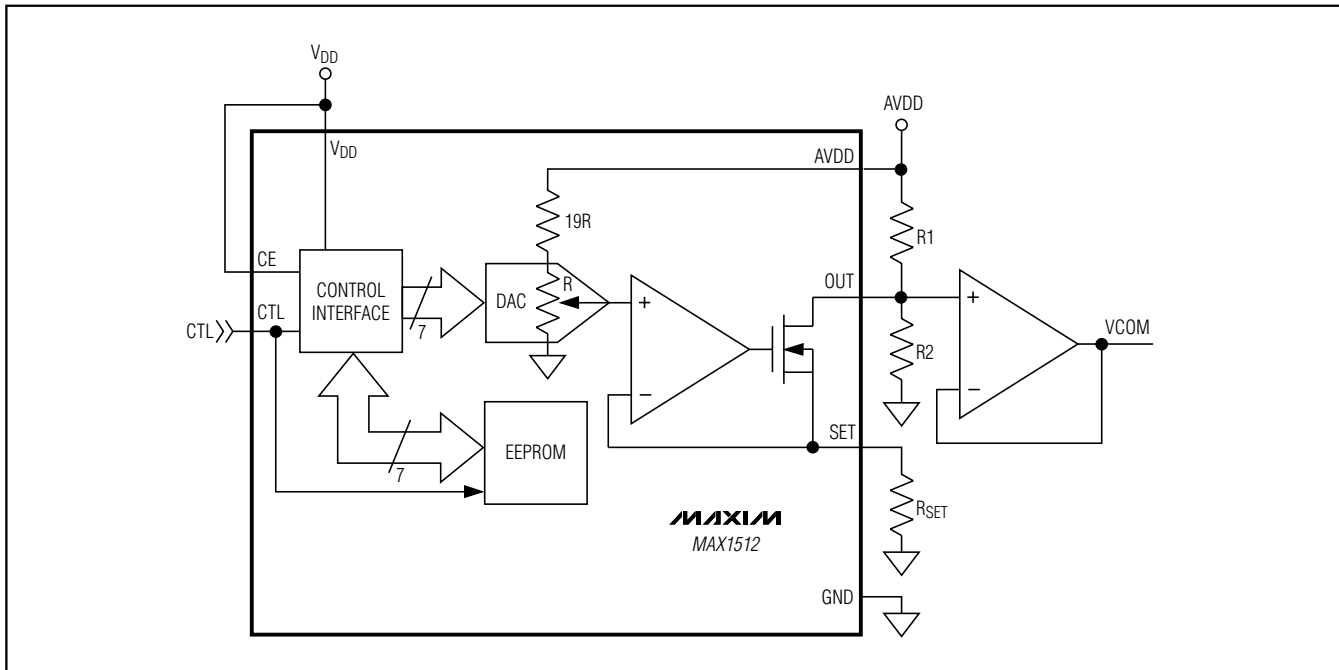 VDD
AVDD
VDD
AVDD
19R
R1
CE
OUT
CONTROL
INTERFACE
DAC
R
+
+
CTL
CTL
7
VCOM
R2
−
−
SET
EEPROM
7
RSET
MAXIM
MAX1512
GND